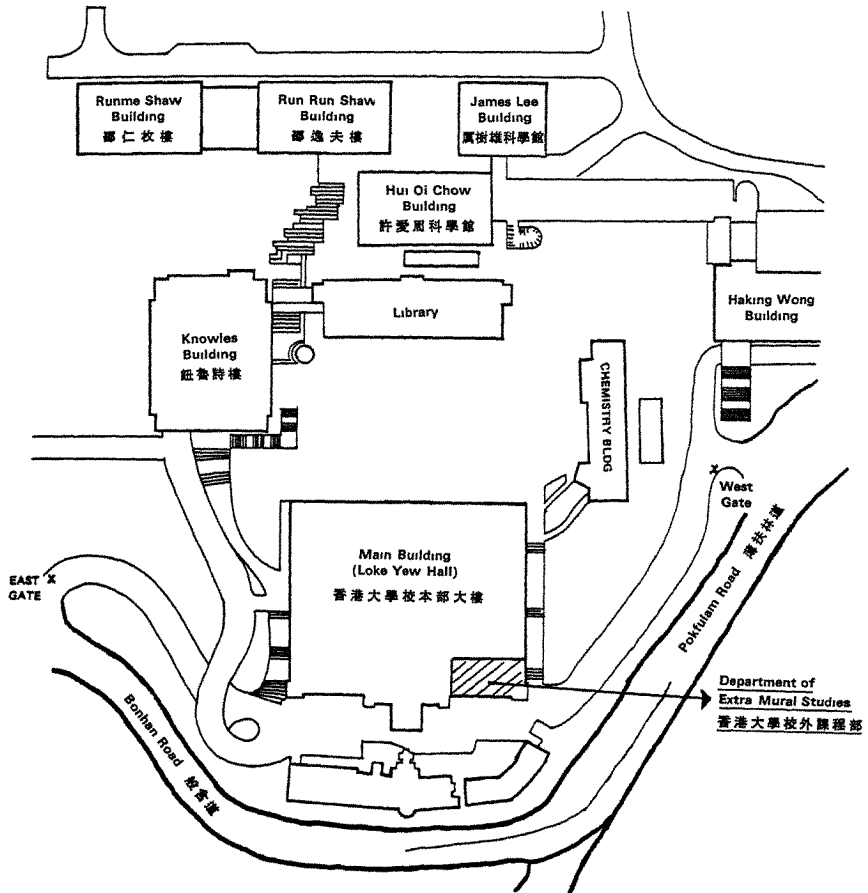 Runme Shaw
Building
邵仁枚樓
Run Run Shaw
Building
邵逸夫樓
James Lee
Building
厲樹雄科學館
Hui Oi Chow
Building
許愛周科學館
Haking Wong
Building
Library
Knowles
Building
鈕魯詩樓
CHEMISTRY BLDG
West
Gate
Main Building
(Loke Yew Hall)
香港大學校本部大樓
EAST
GATE
Pokfulam Road 薄扶林道
Department of
Extra Mural Studies
香港大學校外課程部
Bonhan Road 般含道